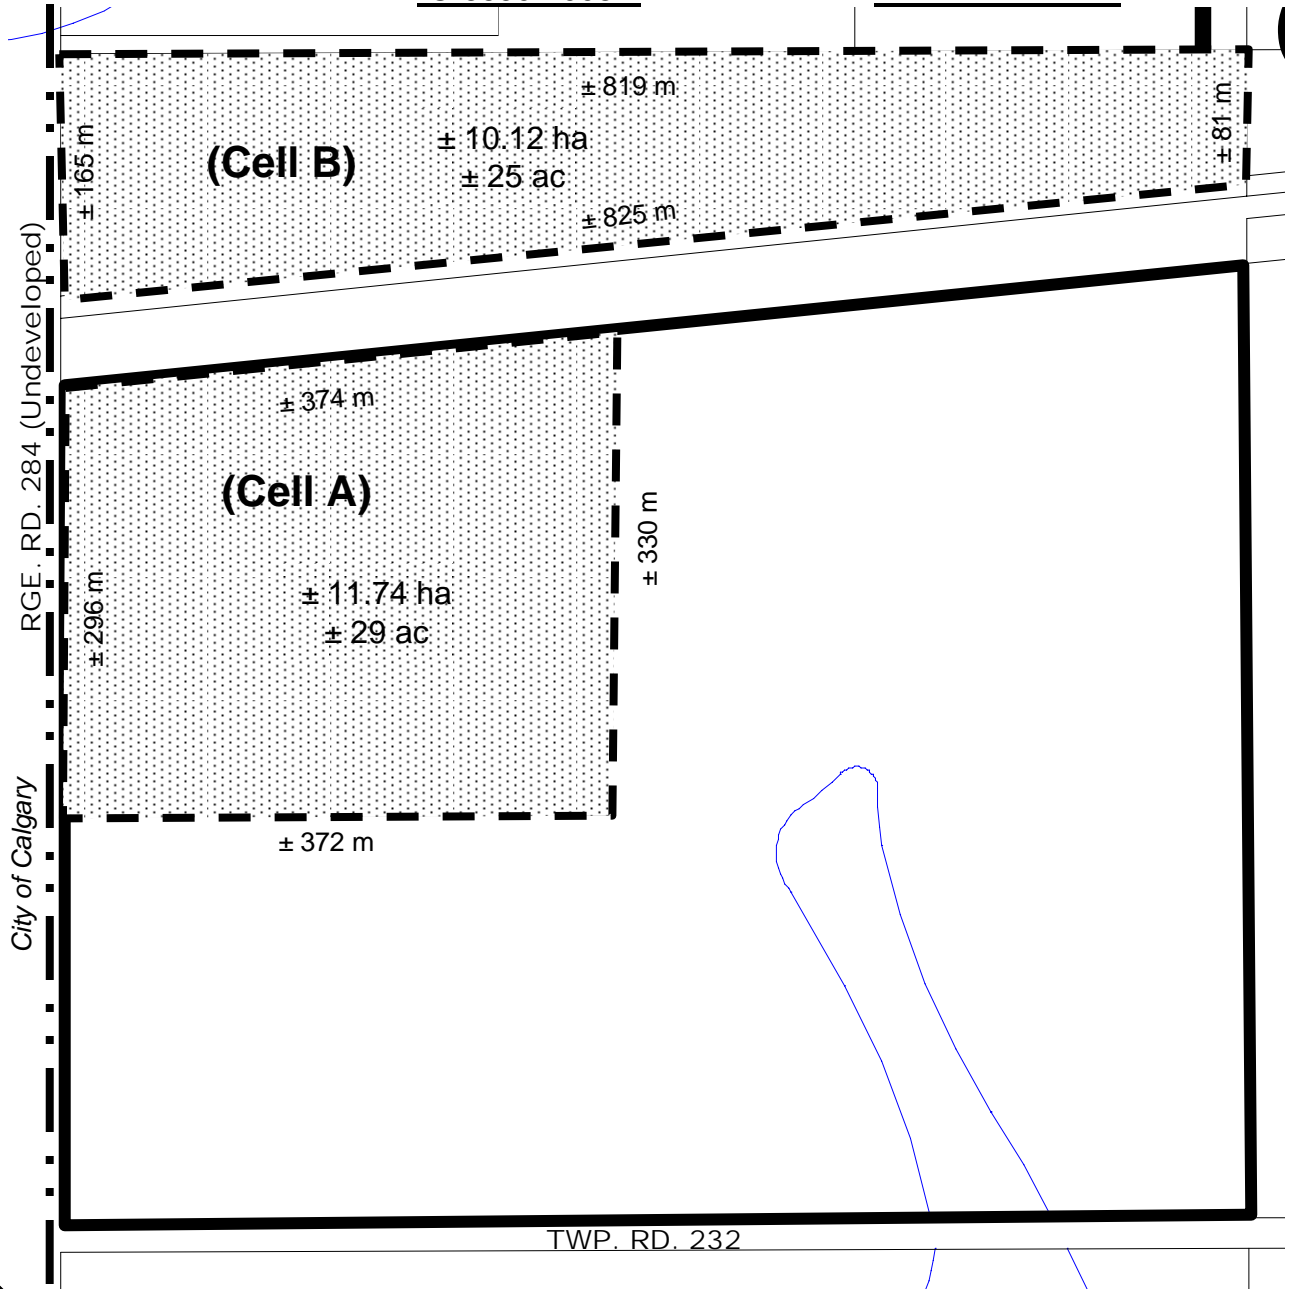 ± 819 m
± 81 m
± 165 m
(Cell B)
± 10.12 ha
± 25 ac
± 825 m
RGE. RD. 284 (Undeveloped)
± 374 m
(Cell A)
± 330 m
± 296 m
± 11.74 ha
± 29 ac
± 372 m
City of Calgary
TWP. RD. 232